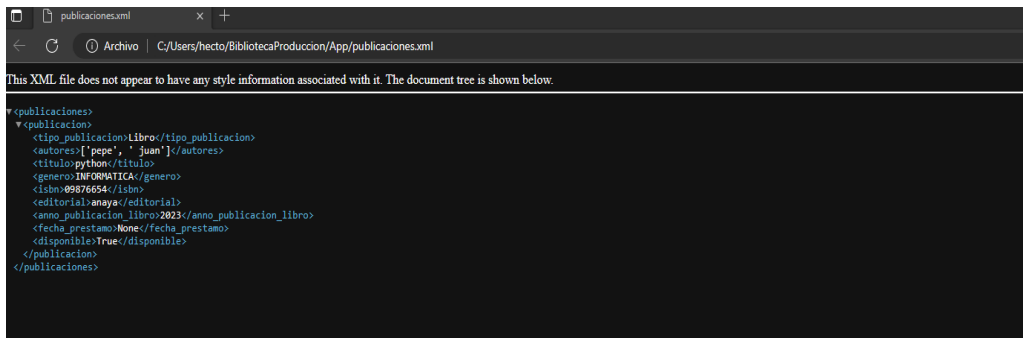 publicaciones.xml
Archivo C:/Users/hecto/BibliotecaProduccion/App/publicaciones.xml
This XML file does not appear to have any style information associated with it. The document tree is shown below.
<publicaciones>
<publicacion>
<tipo_publicacion>Libro</tipo_publicacion>
<autores>['pepe', ' juan']</autores>
<titulo>python</titulo>
<genero>INFORMATICA</genero>
<isbn>09876654</isbn>
<editorial>anaya</editorial>
<anno_publicacion_libro>2023</anno_publicacion_libro>
<fecha_prestamo>None</fecha_prestamo>
<disponible>True</disponible>
</publicacion>
</publicaciones>